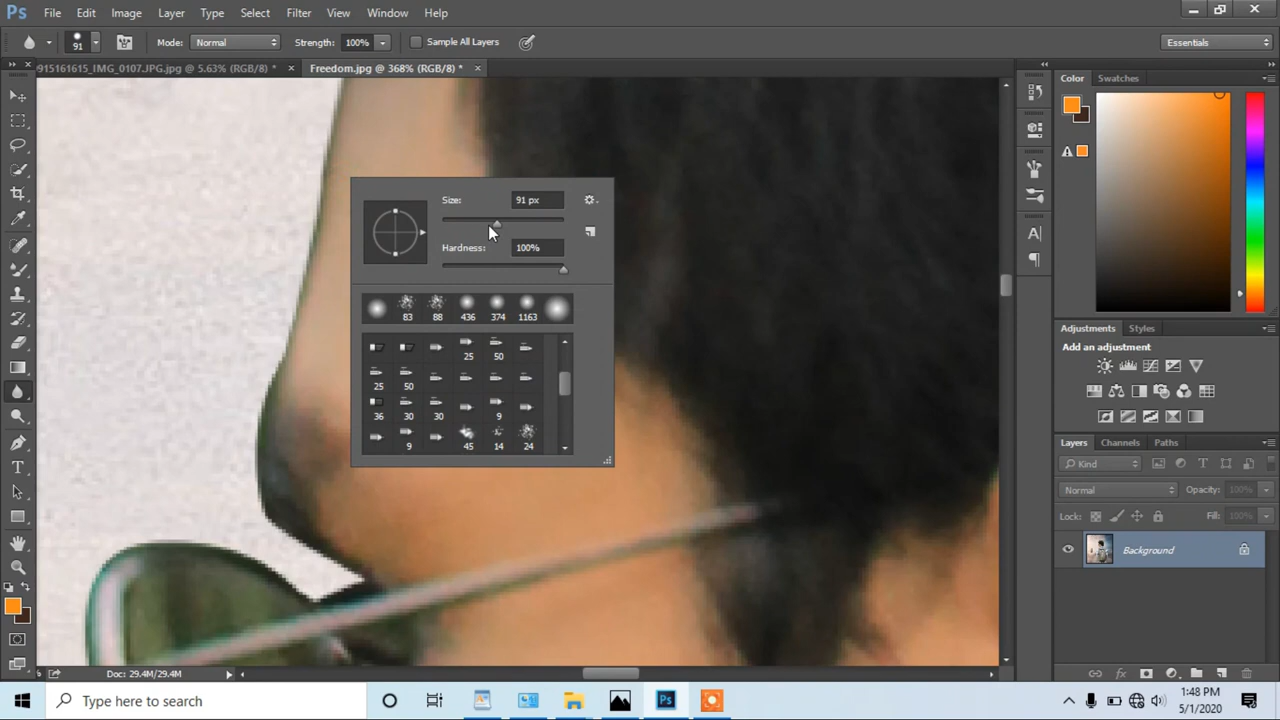 Ps File Edit Image Layer Type Select Filter 3D View Window Help
91 Mode: Normal Strength: 100% Sample All Layers Essentials
915161615_IMG_0107.JPG.jpg @ 5.63% (RGB/8) * × Freedom.jpg @ 368% (RGB/8) * ×
Color Swatches
Size: 91 px
Hardness: 100%
83 88 436 374 1163
25 50
25 50
36 30 30 9
9 45 14 24
Adjustments Styles
Add an adjustment
Layers Channels Paths
Kind
Normal Opacity: 100%
Lock: Fill: 100%
Background
Doc: 29.4M/29.4M
Type here to search
1:48 PM
5/1/2020